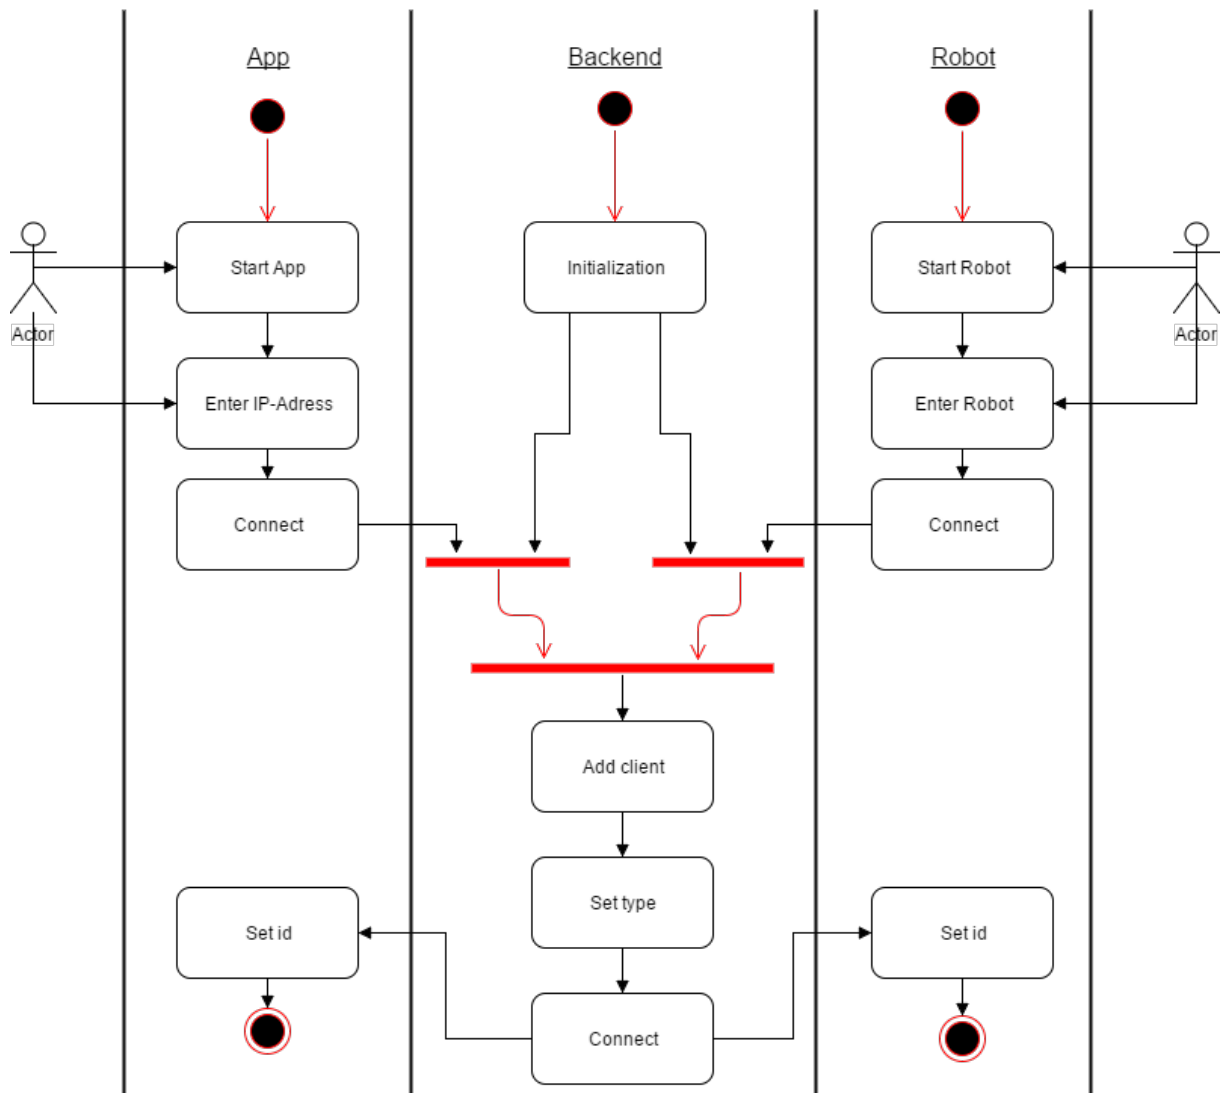 App
Backend
Robot
Start App
Initialization
Start Robot
Actor
Actor
Enter IP-Adress
Enter Robot
Connect
Connect
Add client
Set type
Set id
Set id
Connect